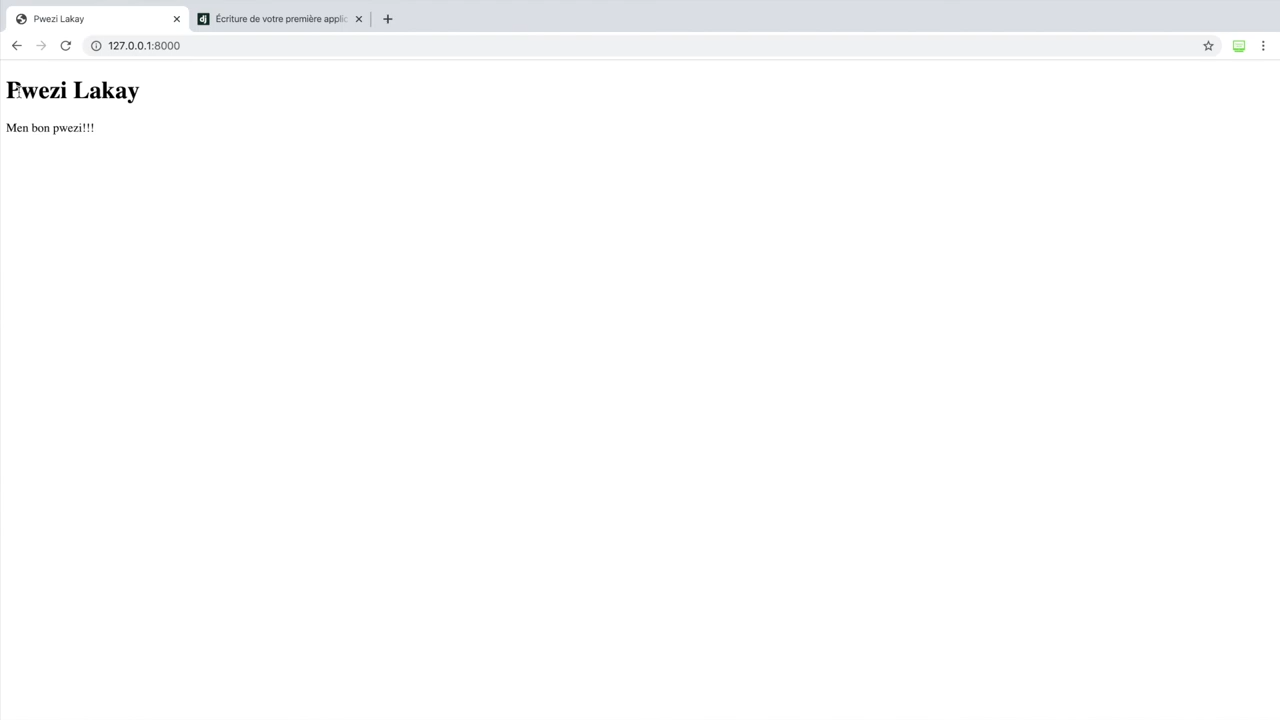 Pwezi Lakay
Écriture de votre première applic
127.0.0.1:8000
Pwezi Lakay
Men bon pwezi!!!